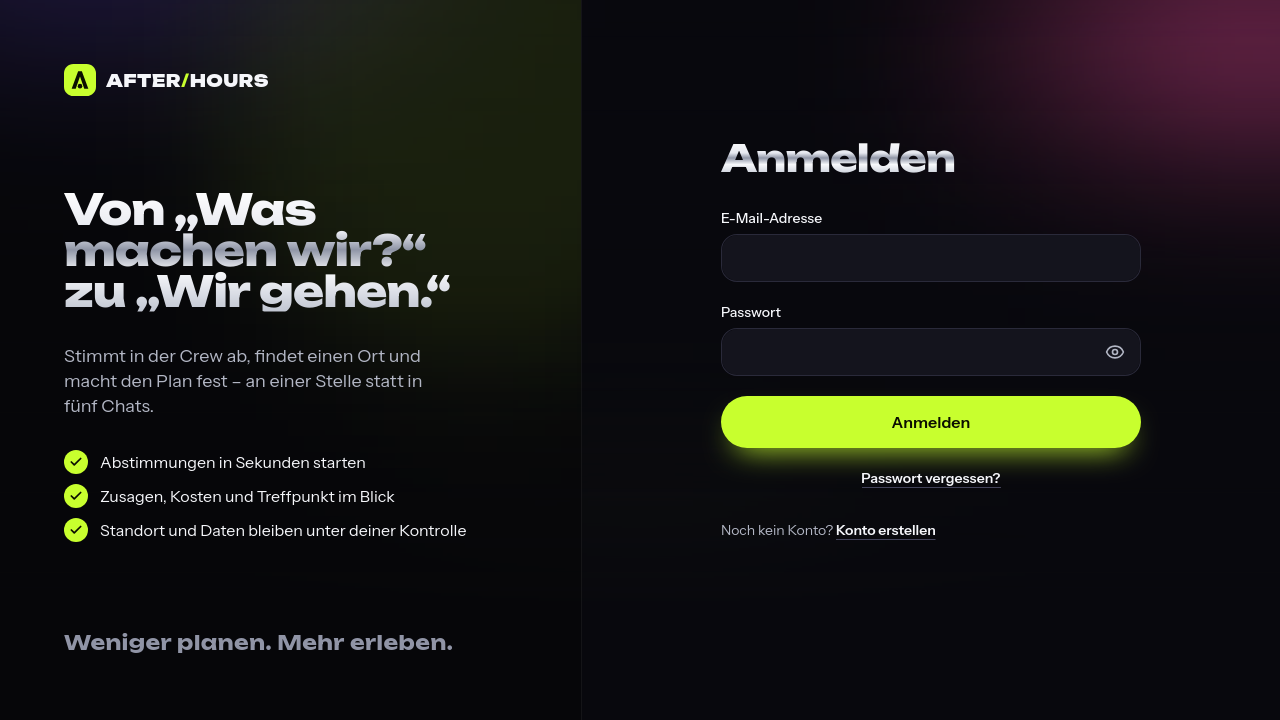 AFTER/HOURS
Von „Was
machen wir?“
zu „Wir gehen.“
Stimmt in der Crew ab, findet einen Ort und
macht den Plan fest – an einer Stelle statt in
fünf Chats.
Abstimmungen in Sekunden starten
Zusagen, Kosten und Treffpunkt im Blick
Standort und Daten bleiben unter deiner Kontrolle
Weniger planen. Mehr erleben.
Anmelden
E-Mail-Adresse
Passwort
Anmelden
Passwort vergessen?
Noch kein Konto? Konto erstellen